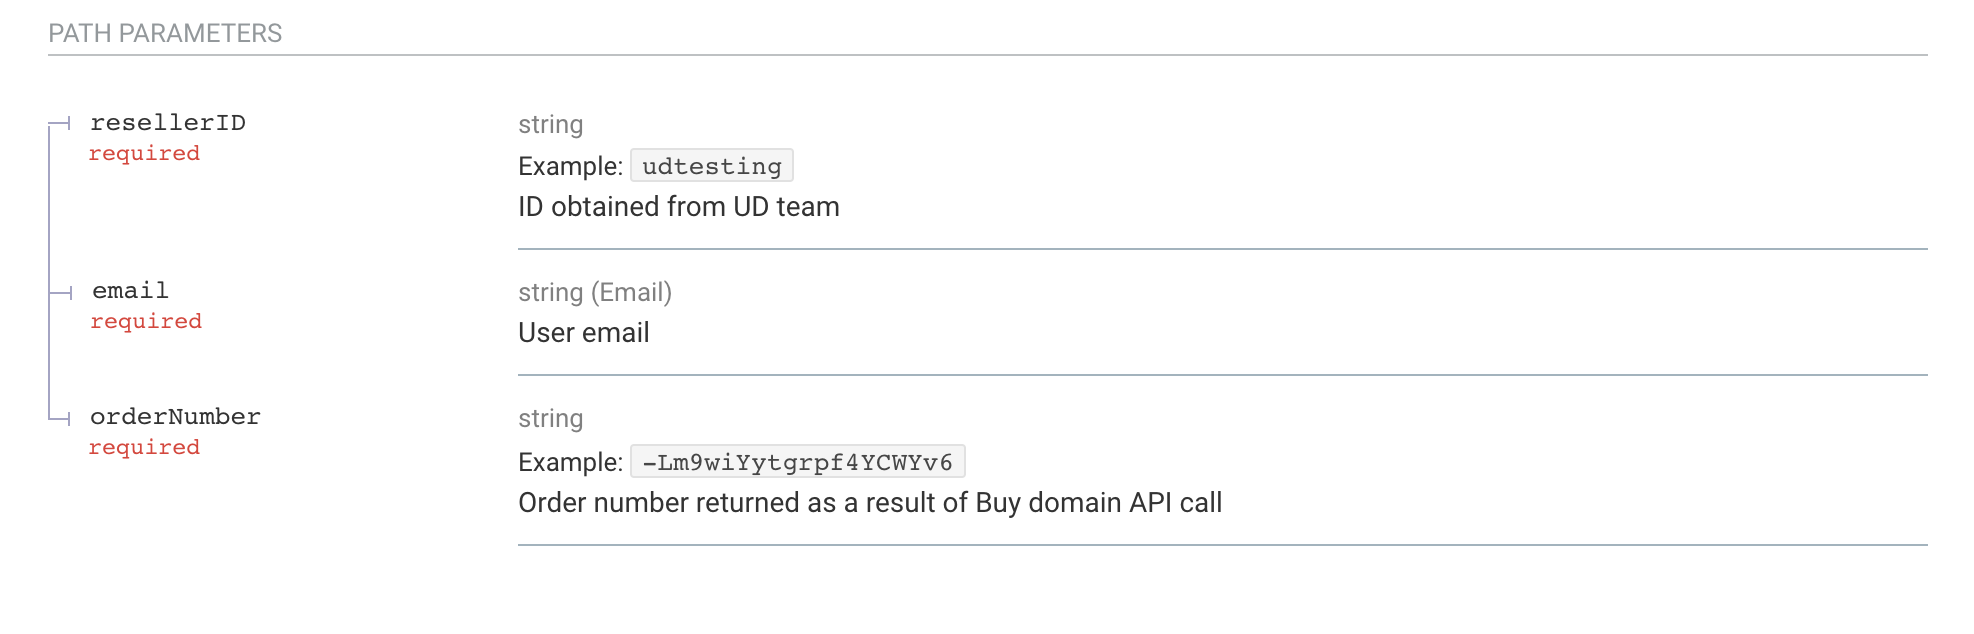 PATH PARAMETERS
resellerID
required
string
Example: udtesting
ID obtained from UD team
email
required
string (Email)
User email
orderNumber
required
string
Example: -Lm9wiYytgrpf4YCWYv6
Order number returned as a result of Buy domain API call